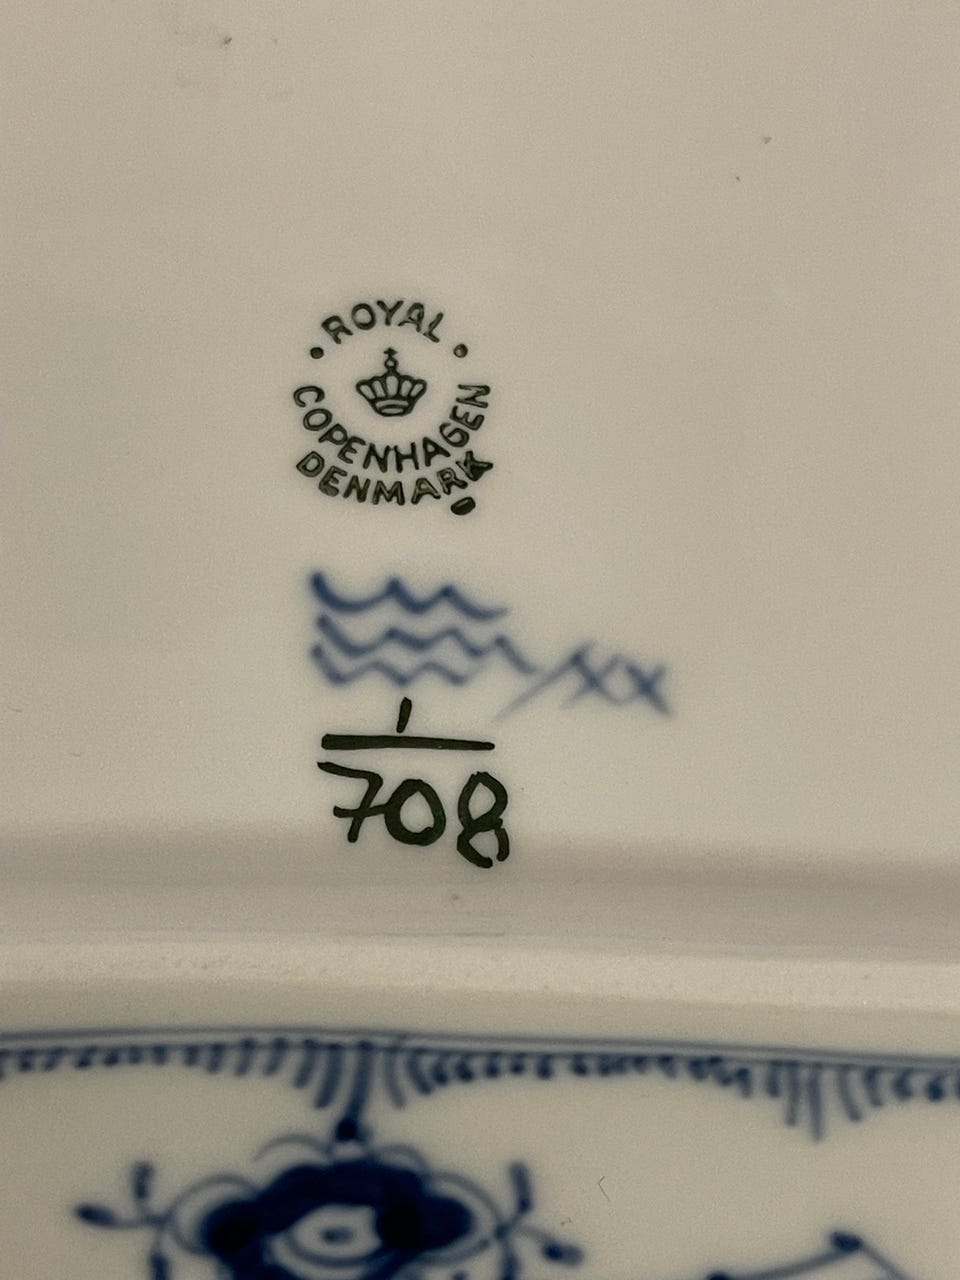 ROYAL
COPENHAGEN
DENMARK
1
708